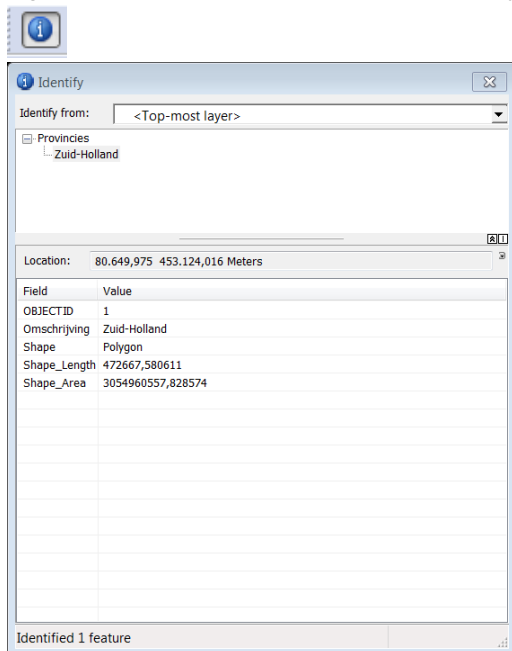 Identify
Identify from: <Top-most layer>
Provincies
Zuid-Holland
Location: 80.649,975 453.124,016 Meters
Field Value
OBJECTID 1
Omschrijving Zuid-Holland
Shape Polygon
Shape_Length 472667,580611
Shape_Area 3054960557,828574
Identified 1 feature